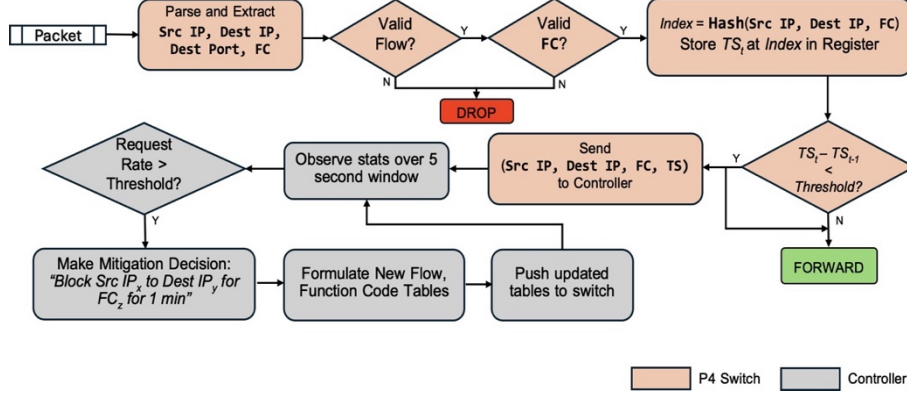 Packet
Parse and Extract
Src IP, Dest IP,
Dest Port, FC
Valid
Flow?
Y
N
Valid
FC?
Y
N
DROP
Index = Hash(Src IP, Dest IP, FC)
Store TSt at Index in Register
TSt – TSt-1
<
Threshold?
Y
N
FORWARD
Send
(Src IP, Dest IP, FC, TS)
to Controller
Observe stats over 5
second window
Request
Rate >
Threshold?
Y
Make Mitigation Decision:
“Block Src IPx to Dest IPy for
FCz for 1 min”
Formulate New Flow,
Function Code Tables
Push updated
tables to switch
P4 Switch
Controller